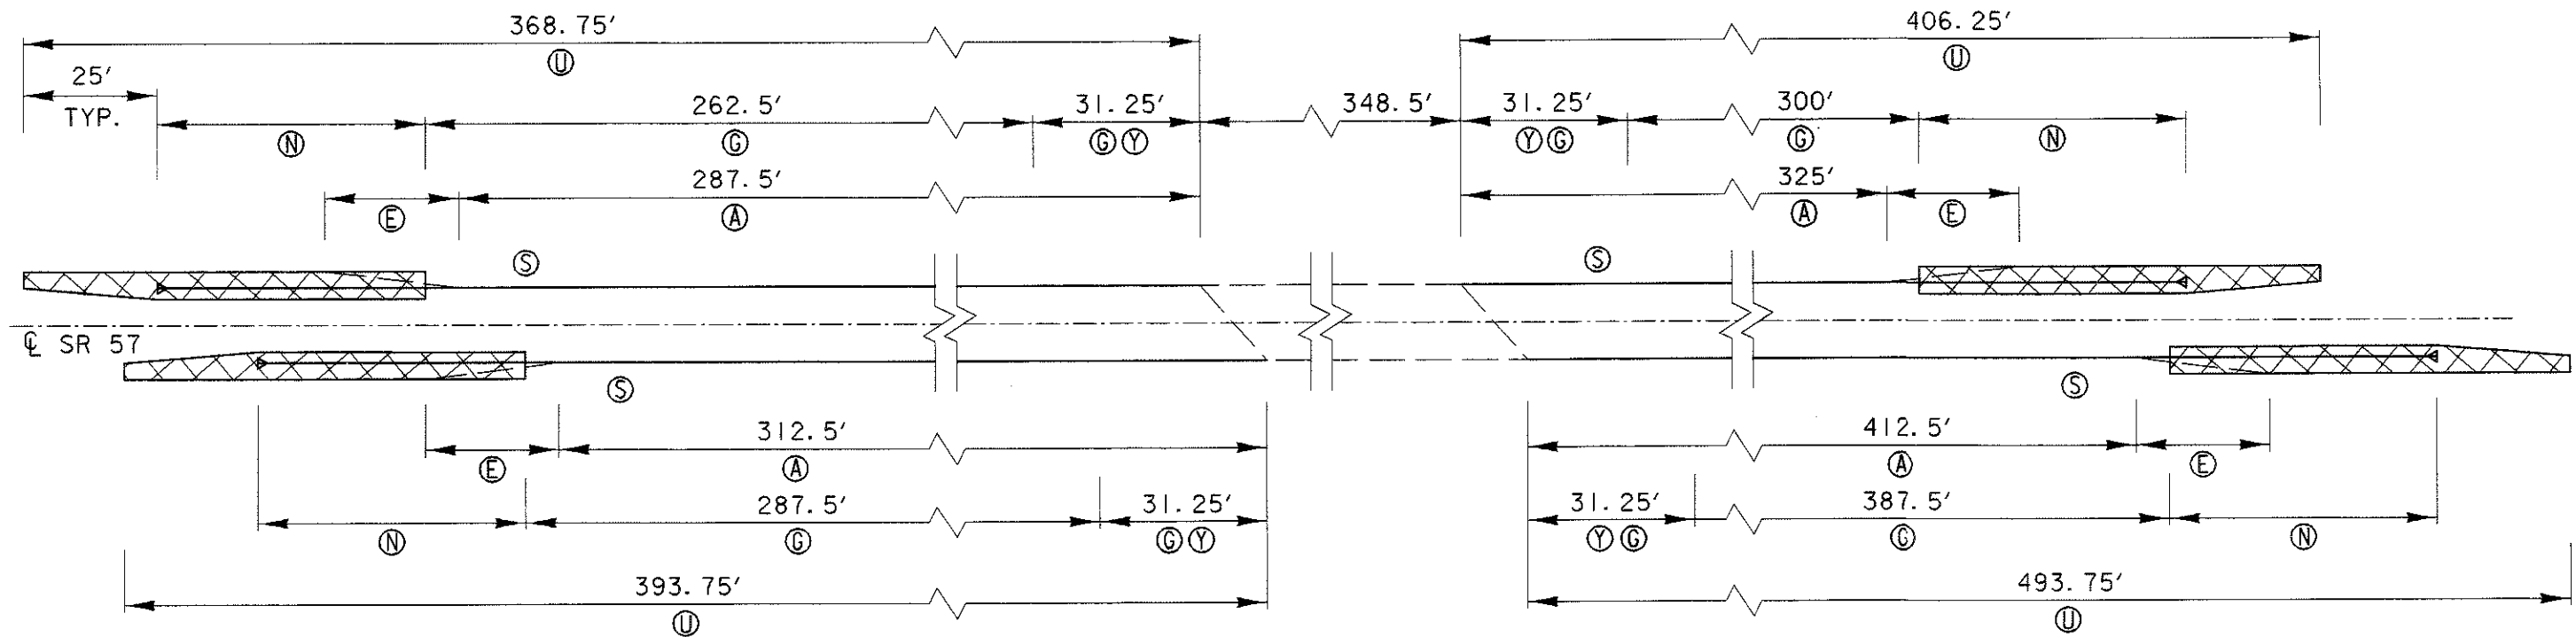 368.75' 406.25'
Ⓤ Ⓤ
25' 262.5' 31.25' 348.5' 31.25' 300'
TYP. Ⓝ Ⓖ Ⓖ Ⓨ Ⓨ Ⓖ Ⓖ Ⓝ
287.5' 325'
Ⓔ Ⓐ Ⓐ Ⓔ
Ⓢ Ⓢ
℄ SR 57
Ⓢ Ⓢ
312.5' 412.5'
Ⓔ Ⓐ Ⓐ Ⓔ
287.5' 31.25' 31.25' 387.5'
Ⓝ Ⓖ Ⓖ Ⓨ Ⓨ Ⓖ Ⓖ Ⓝ
393.75' 493.75'
Ⓤ Ⓤ